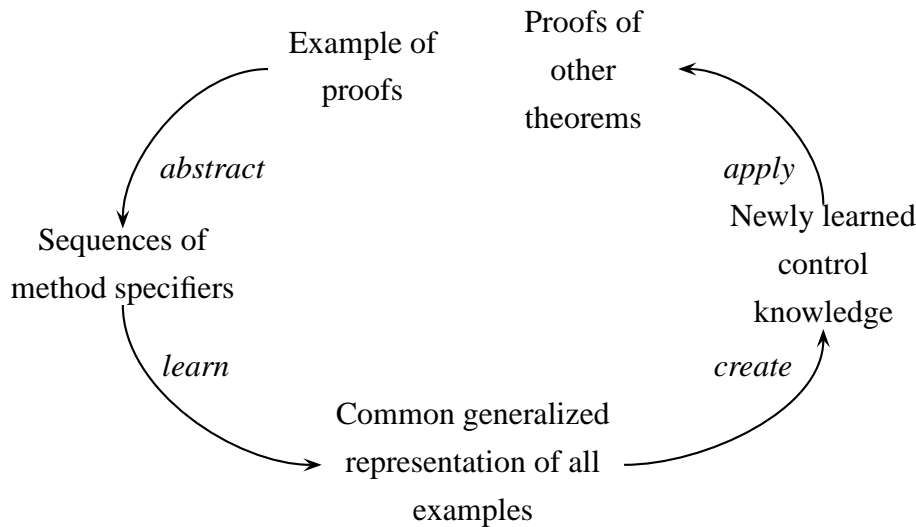 Example of
proofs
abstract
Sequences of
method specifiers
learn
Common generalized
representation of all
examples
create
Newly learned
control
knowledge
apply
Proofs of
other
theorems